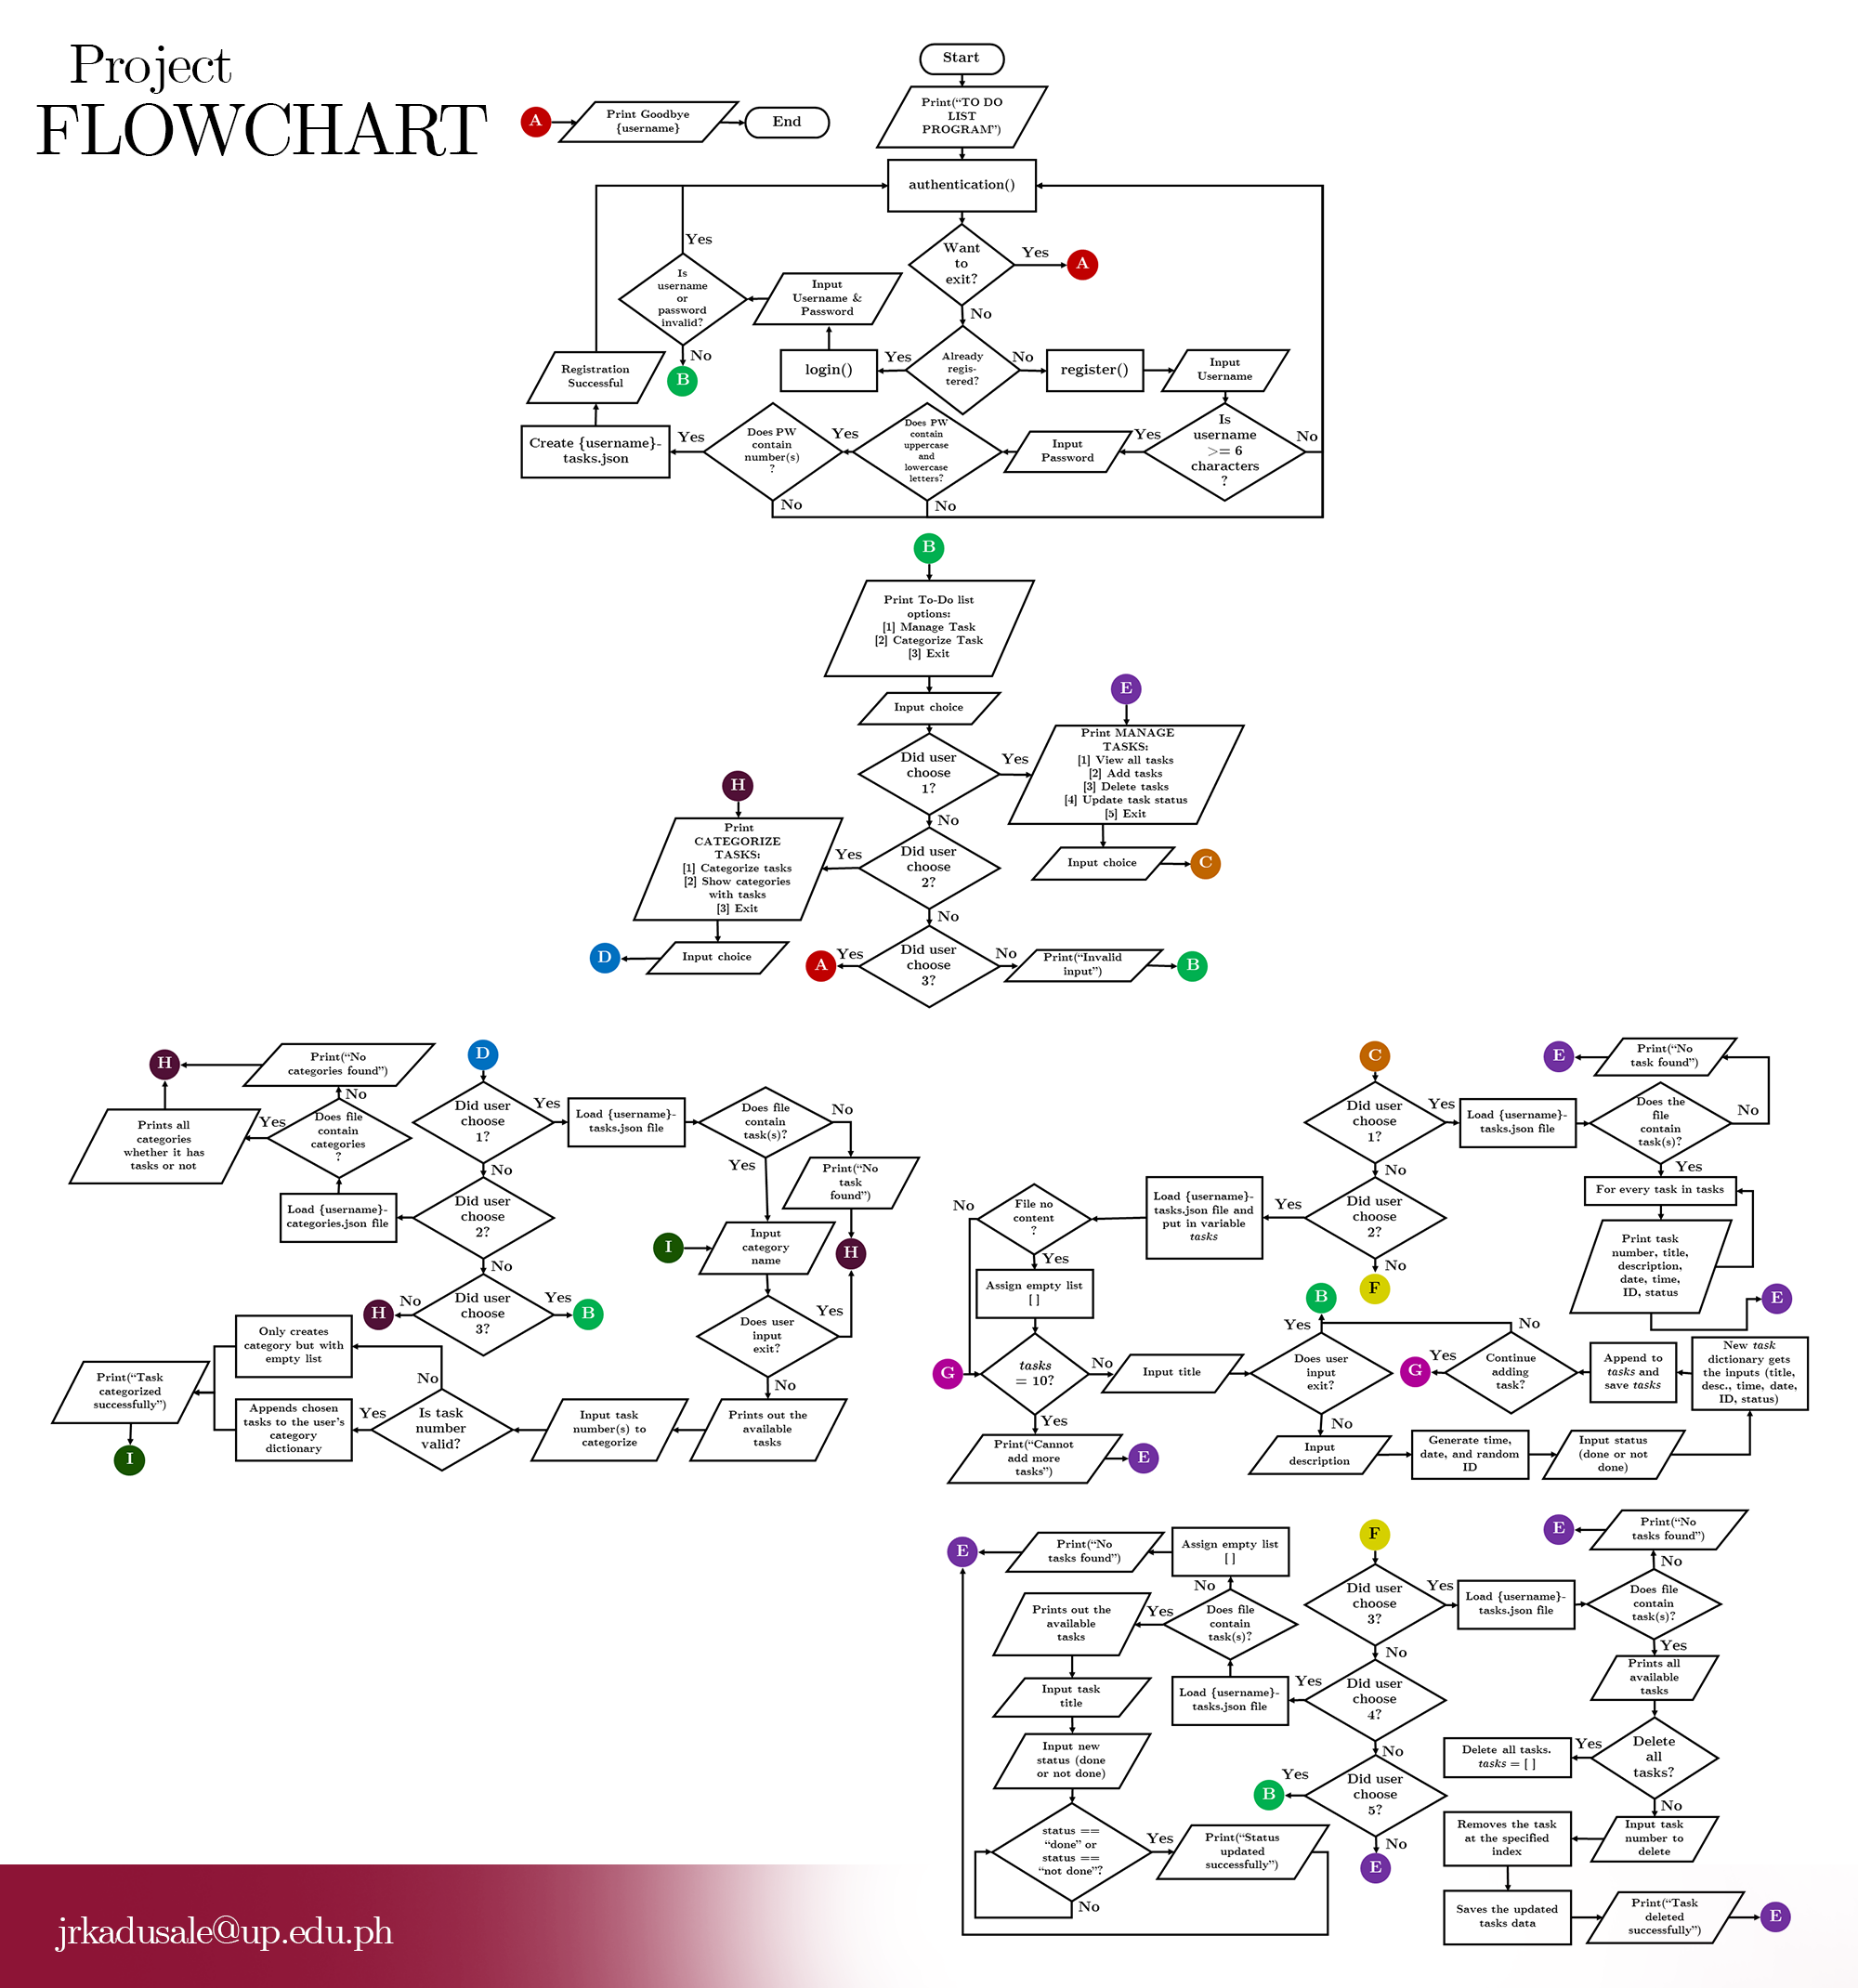 Project
FLOWCHART
Start
Print(“TO DO
LIST
PROGRAM”)
A
Print Goodbye
{username}
End
authentication()
Want
to
exit?
Yes
A
No
Yes
Is
username
or
password
invalid?
No
B
Input
Username &
Password
login()
Yes
Already
regis-
tered?
No
register()
Input
Username
Registration
Successful
Create {username}-
tasks.json
Yes
Does PW
contain
number(s)
?
No
Yes
Does PW
contain
uppercase
and
lowercase
letters?
No
Input
Password
Yes
Is
username
>= 6
characters
?
No
B
Print To-Do list
options:
[1] Manage Task
[2] Categorize Task
[3] Exit
Input choice
Did user
choose
1?
Yes
No
E
Print MANAGE
TASKS:
[1] View all tasks
[2] Add tasks
[3] Delete tasks
[4] Update task status
[5] Exit
Input choice
C
H
Print
CATEGORIZE
TASKS:
[1] Categorize tasks
[2] Show categories
with tasks
[3] Exit
Yes
Did user
choose
2?
No
D
Input choice
A
Yes
Did user
choose
3?
No
Print(“Invalid
input”)
B
H
Print(“No
categories found”)
No
Prints all
categories
whether it has
tasks or not
Yes
Does file
contain
categories
?
Load {username}-
categories.json file
D
Did user
choose
1?
Yes
Load {username}-
tasks.json file
Does file
contain
task(s)?
No
Yes
Print(“No
task
found”)
H
No
Did user
choose
2?
No
I
Input
category
name
H
No
Did user
choose
3?
Yes
B
Does user
input
exit?
Yes
No
Only creates
category but with
empty list
Print(“Task
categorized
successfully”)
I
Appends chosen
tasks to the user’s
category
dictionary
No
Yes
Is task
number
valid?
Input task
number(s) to
categorize
Prints out the
available
tasks
C
Did user
choose
1?
Yes
Load {username}-
tasks.json file
Does the
file
contain
task(s)?
No
Print(“No
task found”)
E
Yes
For every task in tasks
Print task
number, title,
description,
date, time,
ID, status
E
No
Did user
choose
2?
Yes
No
F
Load {username}-
tasks.json file and
put in variable
tasks
File no
content
?
No
Yes
Assign empty list
[ ]
G
tasks
= 10?
No
Yes
Print(“Cannot
add more
tasks”)
E
Input title
B
Yes
Does user
input
exit?
No
Input
description
Generate time,
date, and random
ID
Input status
(done or not
done)
New task
dictionary gets
the inputs (title,
desc., time, date,
ID, status)
Append to
tasks and
save tasks
Continue
adding
task?
No
Yes
G
F
Did user
choose
3?
Yes
Load {username}-
tasks.json file
Does file
contain
task(s)?
No
Print(“No
tasks found”)
E
Yes
Prints all
available
tasks
Delete
all
tasks?
Yes
Delete all tasks.
tasks = [ ]
No
Input task
number to
delete
Removes the task
at the specified
index
Saves the updated
tasks data
Print(“Task
deleted
successfully”)
E
No
Did user
choose
4?
Yes
Load {username}-
tasks.json file
Does file
contain
task(s)?
No
Assign empty list
[ ]
Print(“No
tasks found”)
E
Yes
Prints out the
available
tasks
Input task
title
Input new
status (done
or not done)
status ==
“done” or
status ==
“not done”?
Yes
No
Print(“Status
updated
successfully”)
No
Did user
choose
5?
Yes
B
No
E
jrkadusale@up.edu.ph